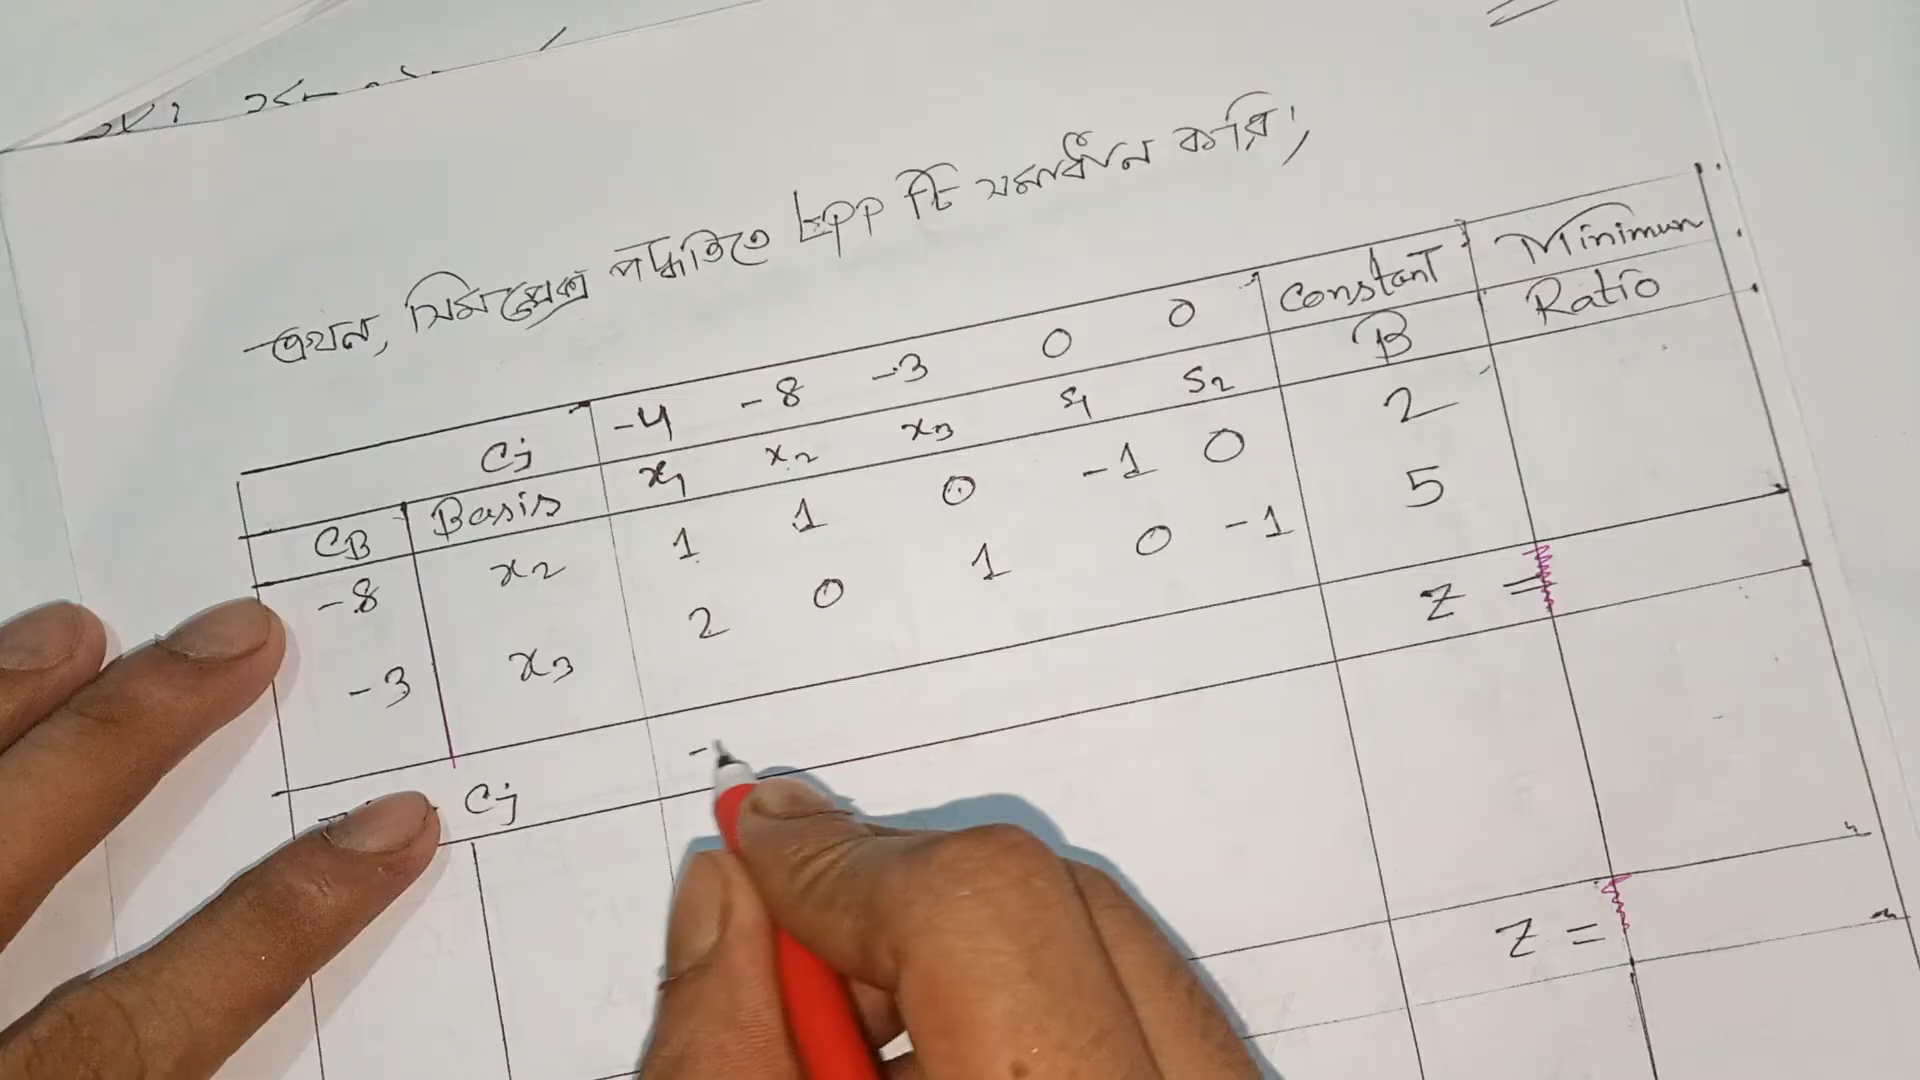 এখন, সিমপ্লেক্স পদ্ধতিতে Lpp টি সমাধান করি,
Cj -4 -8 -3 0 0 Constant Minimum
CB Basis x1 x2 x3 s1 s2 B Ratio
-8 x2 1 1 0 -1 0 2
-3 x3 2 0 1 0 -1 5
Cj - Z =
Z =